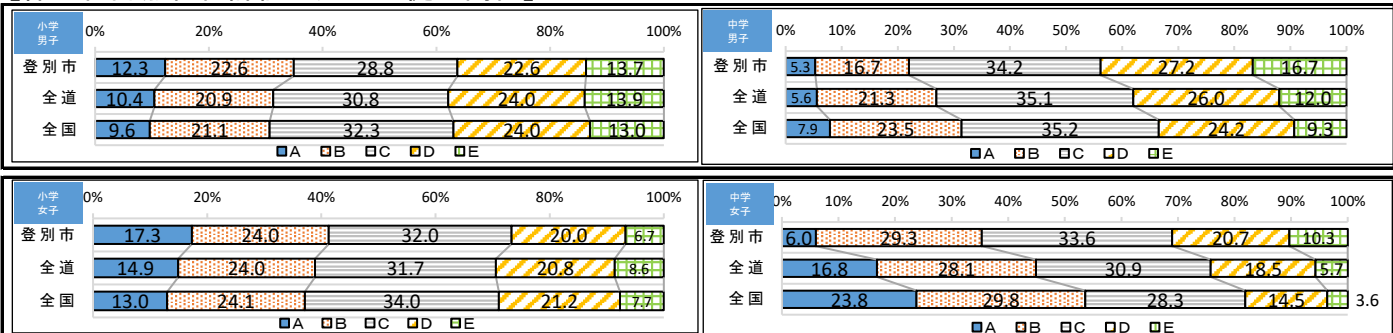 小学
男子
0% 20% 40% 60% 80% 100%
登別市 12.3 22.6 28.8 22.6 13.7
全道 10.4 20.9 30.8 24.0 13.9
全国 9.6 21.1 32.3 24.0 13.0
A B C D E
中学
男子
0% 10% 20% 30% 40% 50% 60% 70% 80% 90% 100%
登別市 5.3 16.7 34.2 27.2 16.7
全道 5.6 21.3 35.1 26.0 12.0
全国 7.9 23.5 35.2 24.2 9.3
A B C D E
小学
女子
0% 20% 40% 60% 80% 100%
登別市 17.3 24.0 32.0 20.0 6.7
全道 14.9 24.0 31.7 20.8 8.6
全国 13.0 24.1 34.0 21.2 7.7
A B C D E
中学
女子
0% 10% 20% 30% 40% 50% 60% 70% 80% 90% 100%
登別市 6.0 29.3 33.6 20.7 10.3
全道 16.8 28.1 30.9 18.5 5.7
全国 23.8 29.8 28.3 14.5 3.6
A B C D E